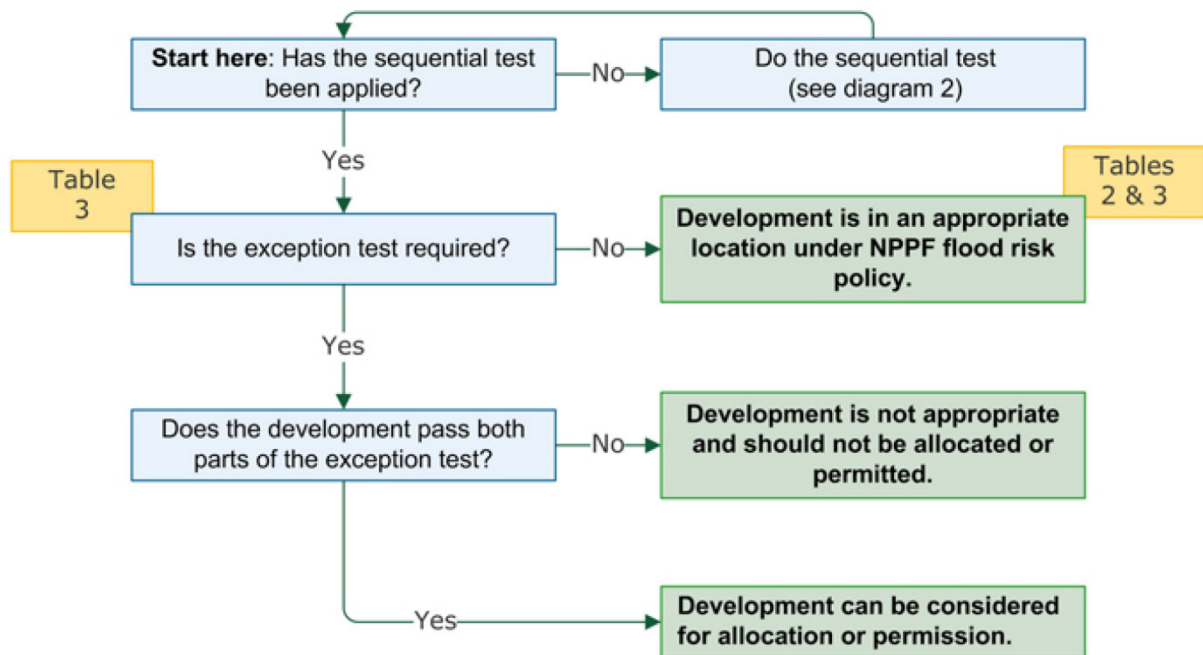 Start here: Has the sequential test
been applied?
No
Do the sequential test
(see diagram 2)
Yes
Table
3
Tables
2 & 3
Is the exception test required?
No
Development is in an appropriate
location under NPPF flood risk
policy.
Yes
Does the development pass both
parts of the exception test?
No
Development is not appropriate
and should not be allocated or
permitted.
Yes
Development can be considered
for allocation or permission.